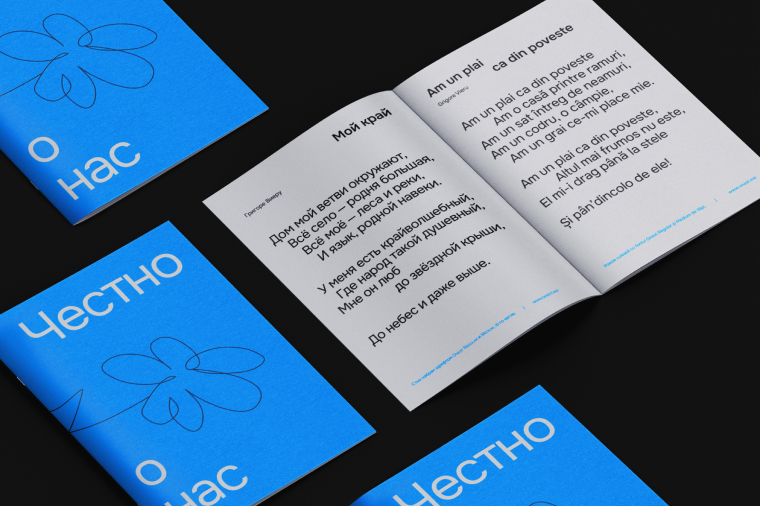 о
нас
Мой край
Григоре Виеру
Дом мой ветви окружают,
Всё село – родня большая,
Всё моё – леса и реки,
И язык, родной навеки.
У меня есть крайволшебный,
Где народ такой душевный,
Мне он люб
до звёздной крыши,
До небес и даже выше.
Am un plai
ca din poveste
Grigore Vieru
Am un plai ca din poveste
Am o casă printre ramuri,
Am un sat întreg de neamuri,
Am un codru, o câmpie,
Am un grai ce-mi place mie.
Am un plai ca din poveste,
Altul mai frumos nu este,
El mi-i drag până la stele
Și pân'dincolo de ele!
Честно
о
нас
Честно